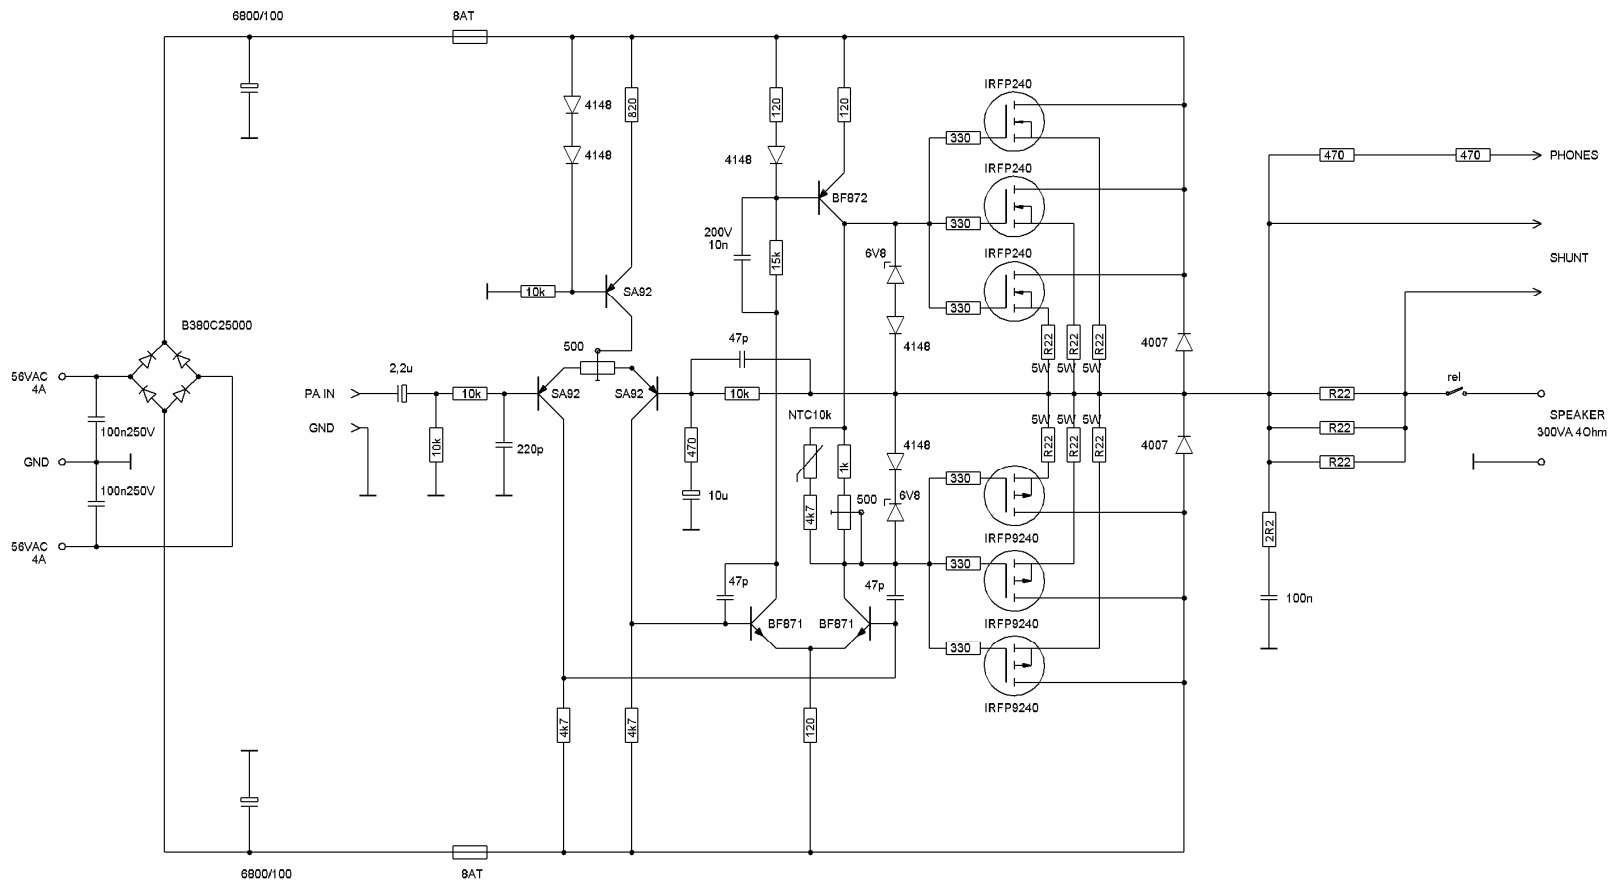 6800/100
8AT
4148
4148
820
120
120
4148
BF872
IRFP240
330
IRFP240
330
IRFP240
330
470
470
PHONES
SHUNT
200V
10n
15k
6V8
10k
SA92
B380C25000
56VAC
4A
100n250V
GND
100n250V
56VAC
4A
PA IN
GND
2,2u
10k
10k
220p
500
SA92
SA92
47p
10k
470
10u
4148
R22
R22
R22
5W
5W
5W
4007
NTC10k
5W
5W
5W
R22
R22
R22
4007
4148
6V8
1k
4k7
500
R22
R22
R22
rel
SPEAKER
300VA 4Ohm
330
IRFP9240
330
IRFP9240
330
IRFP9240
2R2
100n
47p
47p
BF871
BF871
4k7
4k7
120
6800/100
8AT